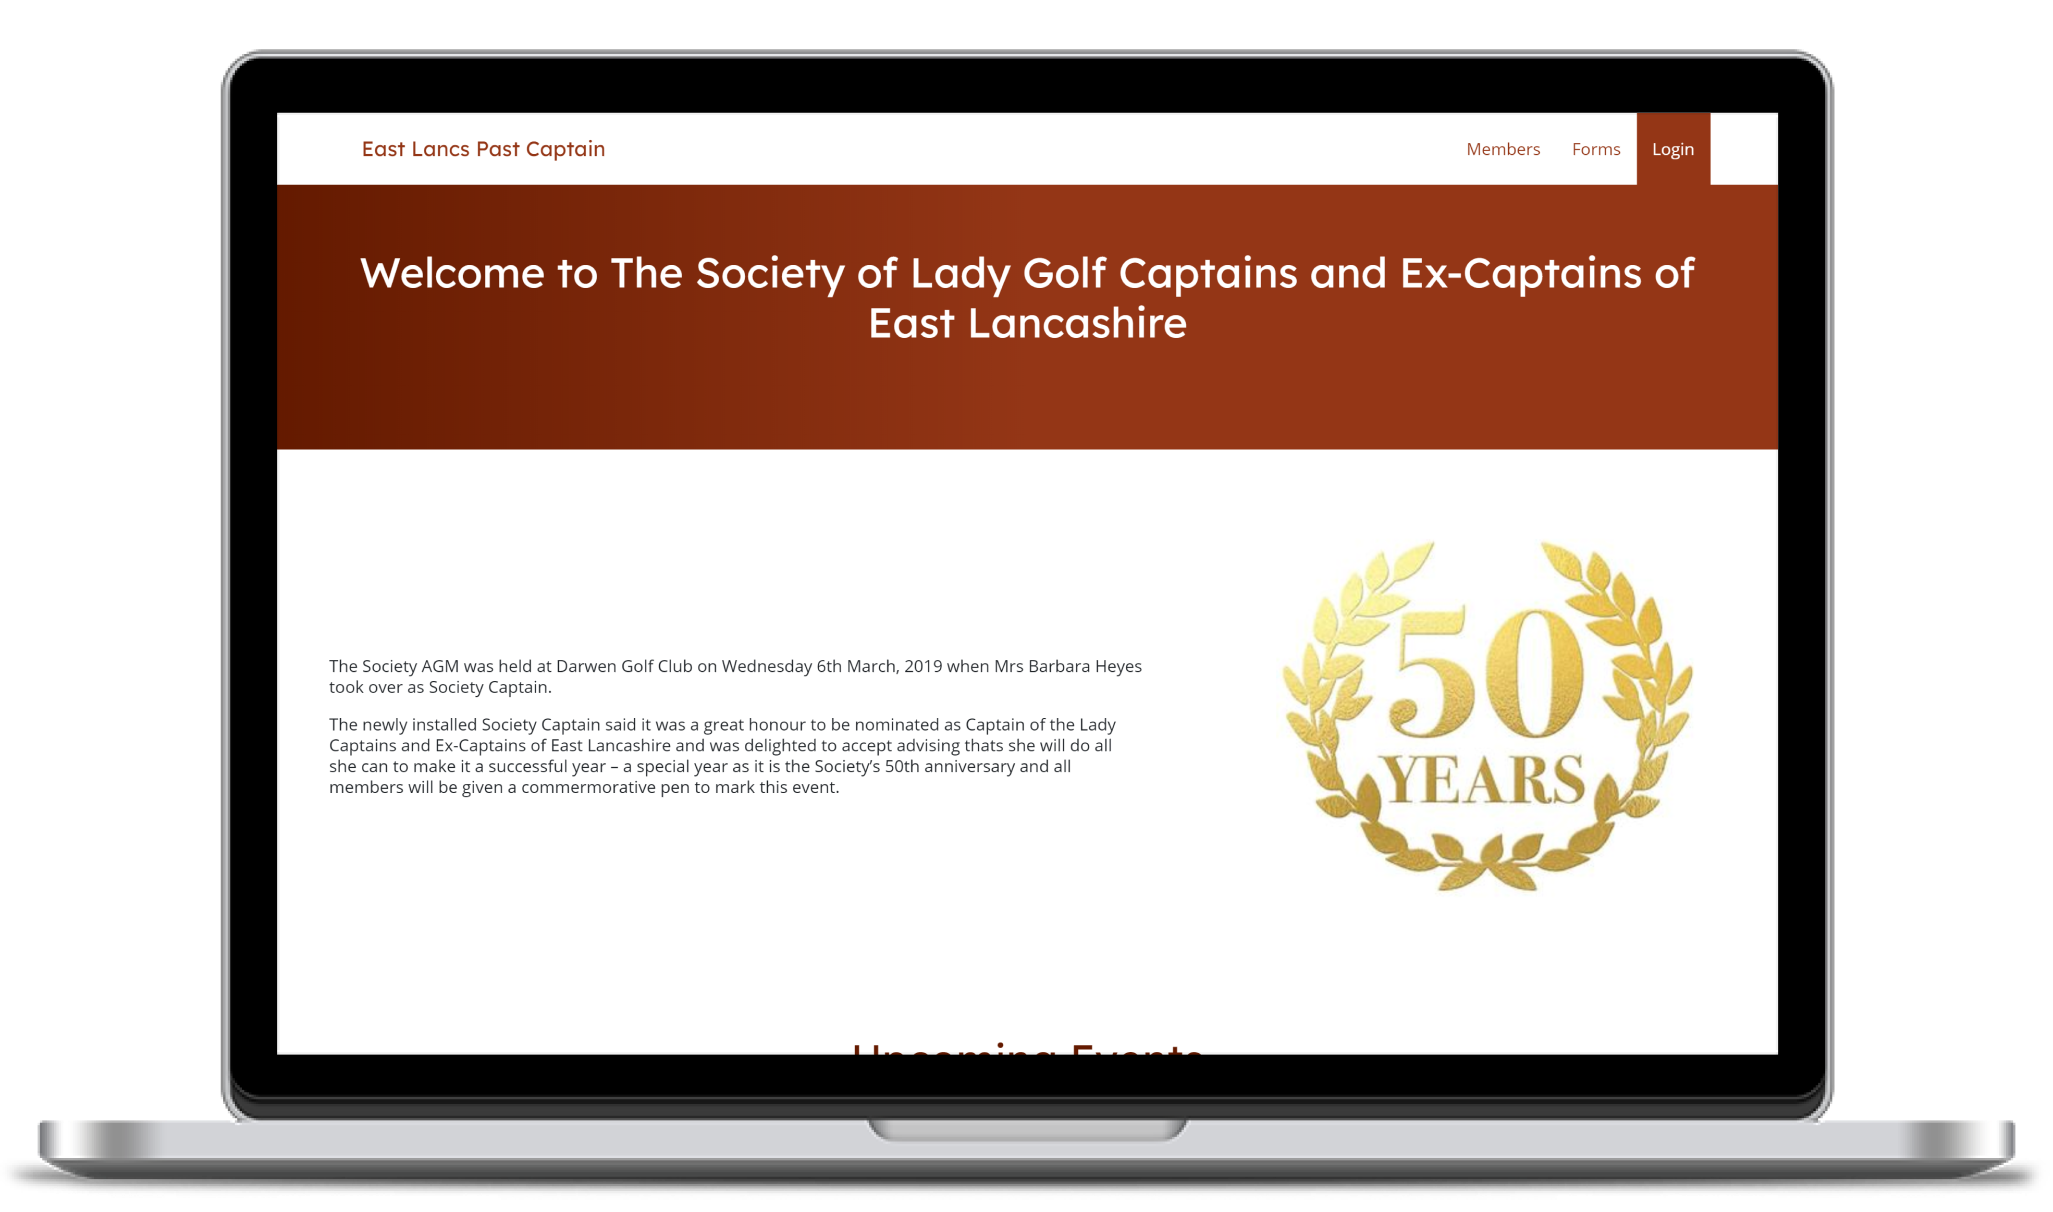 East Lancs Past Captain
Members Forms Login
Welcome to The Society of Lady Golf Captains and Ex-Captains of
East Lancashire
The Society AGM was held at Darwen Golf Club on Wednesday 6th March, 2019 when Mrs Barbara Heyes
took over as Society Captain.
The newly installed Society Captain said it was a great honour to be nominated as Captain of the Lady
Captains and Ex-Captains of East Lancashire and was delighted to accept advising thats she will do all
she can to make it a successful year – a special year as it is the Society’s 50th anniversary and all
members will be given a commermorative pen to mark this event.
50
YEARS
Upcoming Events